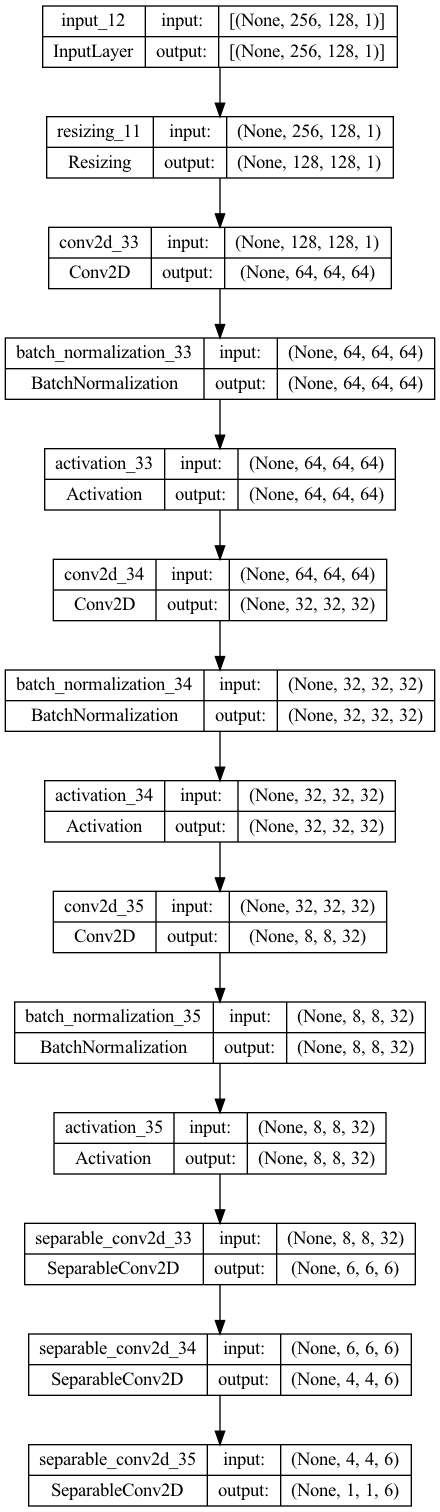 input_12 input: [(None, 256, 128, 1)]
InputLayer output: [(None, 256, 128, 1)]
resizing_11 input: (None, 256, 128, 1)
Resizing output: (None, 128, 128, 1)
conv2d_33 input: (None, 128, 128, 1)
Conv2D output: (None, 64, 64, 64)
batch_normalization_33 input: (None, 64, 64, 64)
BatchNormalization output: (None, 64, 64, 64)
activation_33 input: (None, 64, 64, 64)
Activation output: (None, 64, 64, 64)
conv2d_34 input: (None, 64, 64, 64)
Conv2D output: (None, 32, 32, 32)
batch_normalization_34 input: (None, 32, 32, 32)
BatchNormalization output: (None, 32, 32, 32)
activation_34 input: (None, 32, 32, 32)
Activation output: (None, 32, 32, 32)
conv2d_35 input: (None, 32, 32, 32)
Conv2D output: (None, 8, 8, 32)
batch_normalization_35 input: (None, 8, 8, 32)
BatchNormalization output: (None, 8, 8, 32)
activation_35 input: (None, 8, 8, 32)
Activation output: (None, 8, 8, 32)
separable_conv2d_33 input: (None, 8, 8, 32)
SeparableConv2D output: (None, 6, 6, 6)
separable_conv2d_34 input: (None, 6, 6, 6)
SeparableConv2D output: (None, 4, 4, 6)
separable_conv2d_35 input: (None, 4, 4, 6)
SeparableConv2D output: (None, 1, 1, 6)